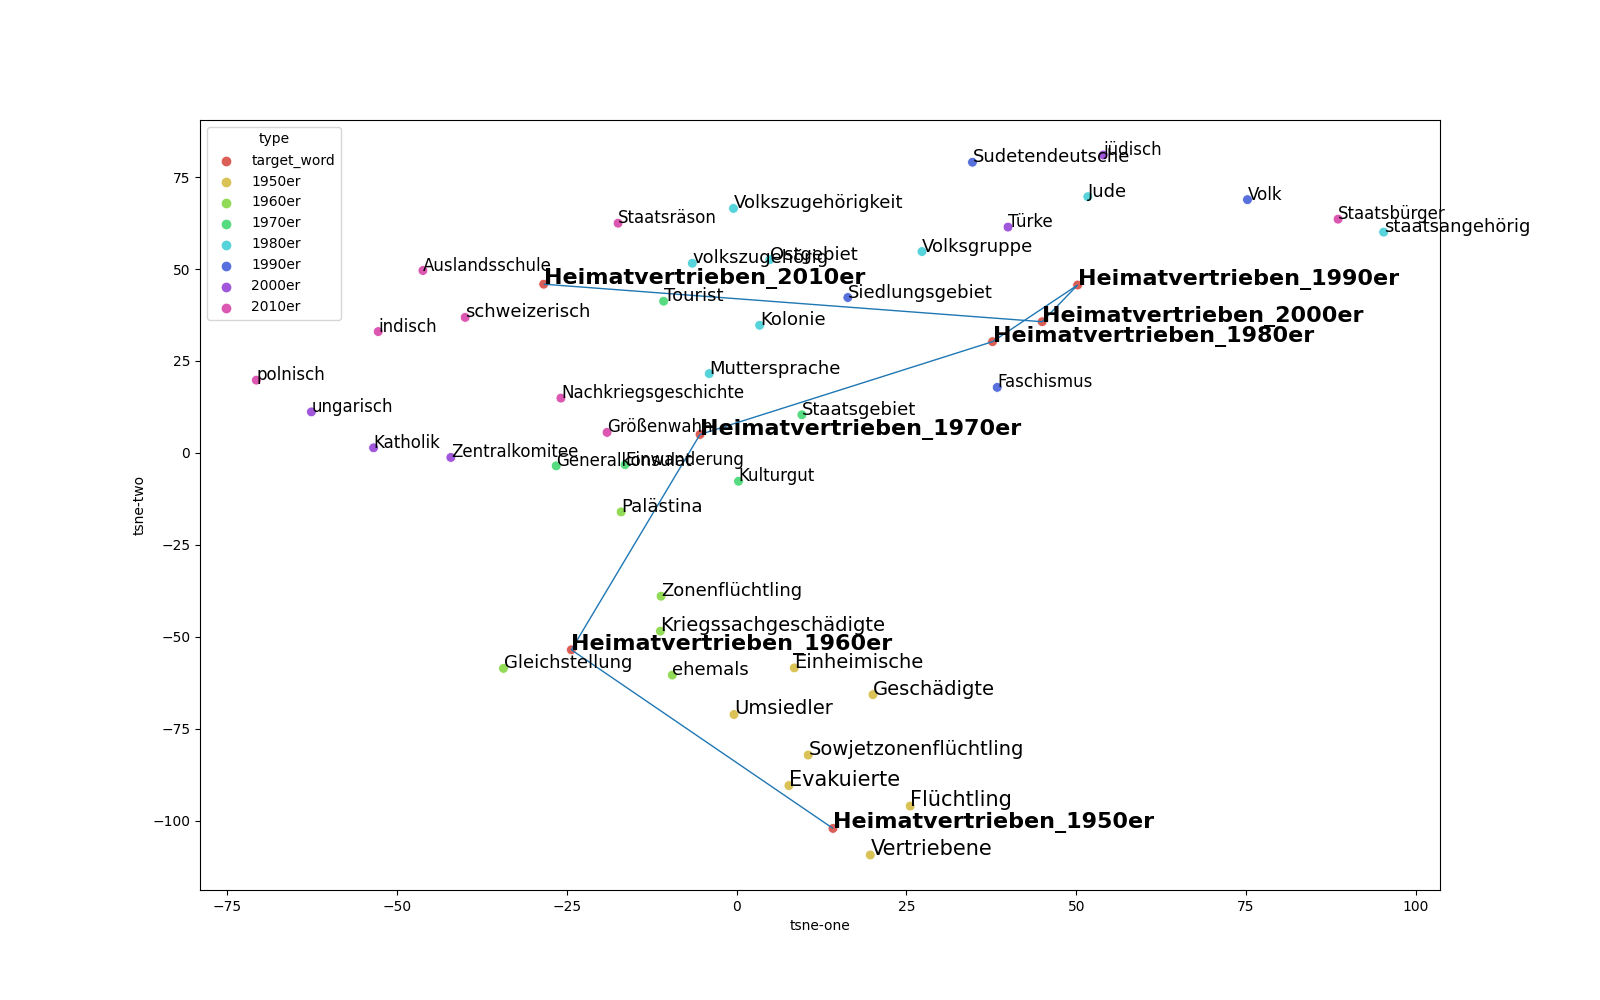 type
target_word
1950er
1960er
1970er
1980er
1990er
2000er
2010er
jüdisch
Sudetendeutsche
Jude
Volk
Volkszugehörigkeit
Staatsräson
Staatsbürger
Türke
staatsangehörig
Volksgruppe
Ostgebiet
volkszugehörig
Auslandsschule
Heimatvertrieben_2010er
Heimatvertrieben_1990er
Siedlungsgebiet
Tourist
Heimatvertrieben_2000er
Kolonie
schweizerisch
indisch
Heimatvertrieben_1980er
Muttersprache
polnisch
Faschismus
Nachkriegsgeschichte
ungarisch
Staatsgebiet
Größenwahn
Heimatvertrieben_1970er
Katholik
Zentralkomitee
Generalkonsulat
Einwanderung
Kulturgut
Palästina
Zonenflüchtling
Kriegssachgeschädigte
Heimatvertrieben_1960er
Gleichstellung
Einheimische
ehemals
Geschädigte
Umsiedler
Sowjetzonenflüchtling
Evakuierte
Flüchtling
Heimatvertrieben_1950er
Vertriebene
75
50
25
0
−25
−50
−75
−100
tsne-two
−75
−50
−25
0
25
50
75
100
tsne-one